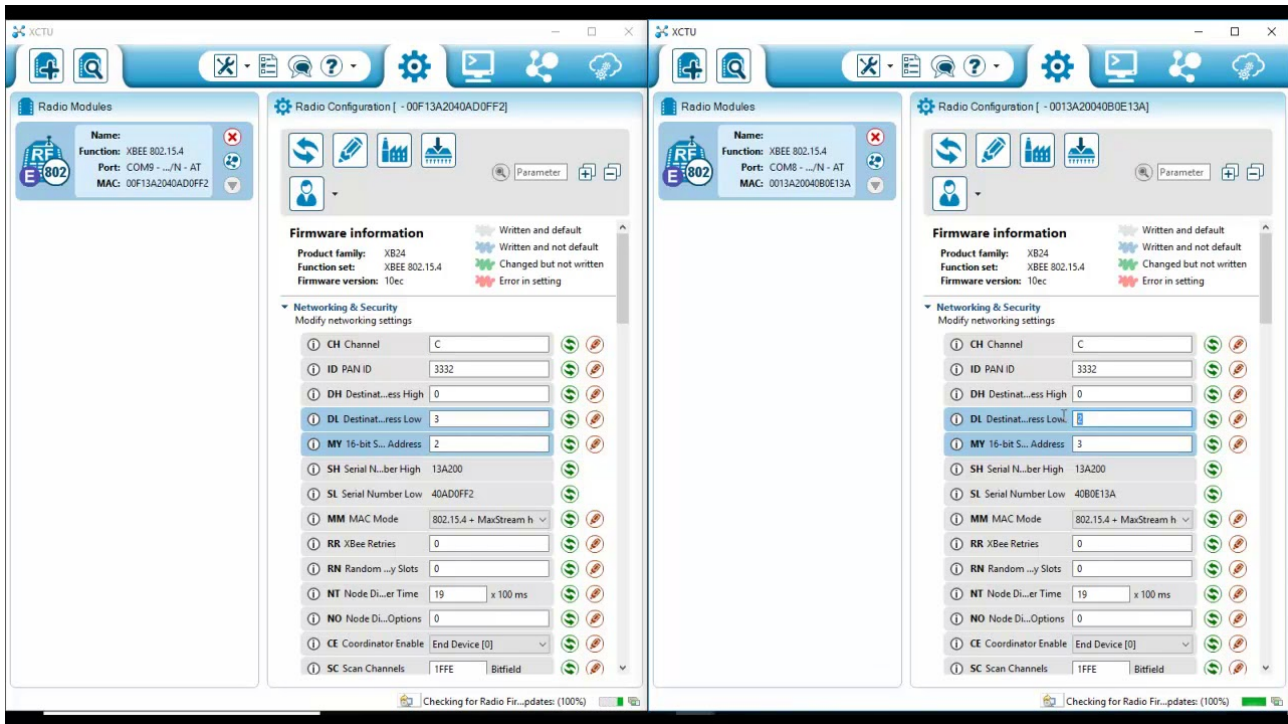 XCTU
Radio Modules
Name:
Function: XBEE 802.15.4
Port: COM9 - .../N - AT
MAC: 00F13A2040AD0FF2
RF
802
E
Radio Configuration [ - 00F13A2040AD0FF2]
Parameter
Firmware information
Product family: XB24
Function set: XBEE 802.15.4
Firmware version: 10ec
Written and default
Written and not default
Changed but not written
Error in setting
Networking & Security
Modify networking settings
CH Channel C
ID PAN ID 3332
DH Destinat...ess High 0
DL Destinat...ress Low 3
MY 16-bit S... Address 2
SH Serial N...ber High 13A200
SL Serial Number Low 40AD0FF2
MM MAC Mode 802.15.4 + MaxStream h
RR XBee Retries 0
RN Random ...y Slots 0
NT Node Di...er Time 19 x 100 ms
NO Node Di...Options 0
CE Coordinator Enable End Device [0]
SC Scan Channels 1FFE Bitfield
Checking for Radio Fir...pdates: (100%)
XCTU
Radio Modules
Name:
Function: XBEE 802.15.4
Port: COM8 - .../N - AT
MAC: 0013A20040B0E13A
RF
802
E
Radio Configuration [ - 0013A20040B0E13A]
Parameter
Firmware information
Product family: XB24
Function set: XBEE 802.15.4
Firmware version: 10ec
Written and default
Written and not default
Changed but not written
Error in setting
Networking & Security
Modify networking settings
CH Channel C
ID PAN ID 3332
DH Destinat...ess High 0
DL Destinat...ress Low 2
MY 16-bit S... Address 3
SH Serial N...ber High 13A200
SL Serial Number Low 40B0E13A
MM MAC Mode 802.15.4 + MaxStream h
RR XBee Retries 0
RN Random ...y Slots 0
NT Node Di...er Time 19 x 100 ms
NO Node Di...Options 0
CE Coordinator Enable End Device [0]
SC Scan Channels 1FFE Bitfield
Checking for Radio Fir...pdates: (100%)